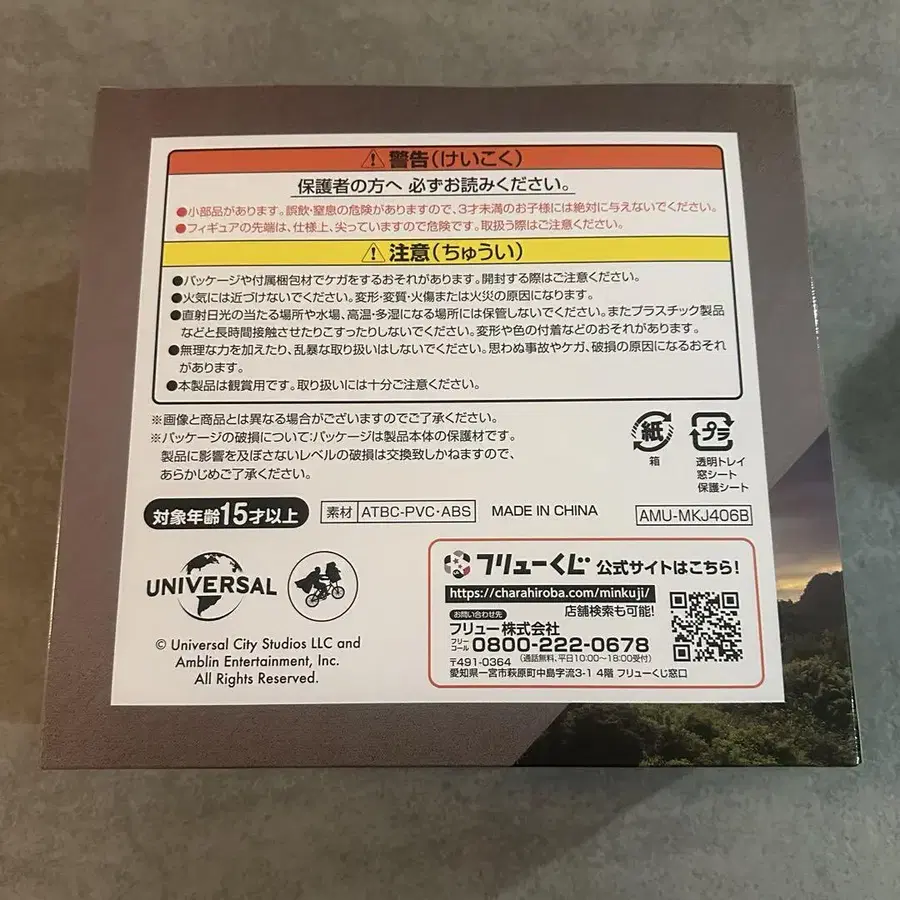 ⚠警告(けいこく)
保護者の方へ 必ずお読みください。
●小部品があります。誤飲・窒息の危険がありますので、3才未満のお子様には絶対に与えないでください。
●フィギュアの先端は、仕様上、尖っていますので危険です。取扱う際はご注意ください。
⚠注意(ちゅうい)
●パッケージや付属梱包材でケガをするおそれがあります。開封する際はご注意ください。
●火気には近づけないでください。変形・変質・火傷または火災の原因になります。
●直射日光の当たる場所や水場、高温・多湿になる場所には保管しないでください。またプラスチック製品
などと長時間接触させたりこすったりしないでください。変形や色の付着などのおそれがあります。
●無理な力を加えたり、乱暴な取り扱いはしないでください。思わぬ事故やケガ、破損の原因になるおそれ
があります。
●本製品は観賞用です。取り扱いには十分ご注意ください。
※画像と商品とは異なる場合がございますのでご了承ください。
※パッケージの破損について:パッケージは製品本体の保護材です。
製品に影響を及ぼさないレベルの破損は交換致しかねますので、
あらかじめご了承ください。
紙
箱
プラ
透明トレイ
窓シート
保護シート
対象年齢15才以上
素材 ATBC-PVC・ABS
MADE IN CHINA
AMU-MKJ406B
UNIVERSAL
© Universal City Studios LLC and
Amblin Entertainment, Inc.
All Rights Reserved.
フリューくじ 公式サイトはこちら!
https://charahiroba.com/minkuji/
店舗検索も可能!
お問い合わせ先
フリュー株式会社
フリーコール 0800-222-0678
〒491-0364 (通話無料、平日10:00〜18:00受付)
愛知県一宮市萩原町中島字流3-1 4階 フリューくじ窓口